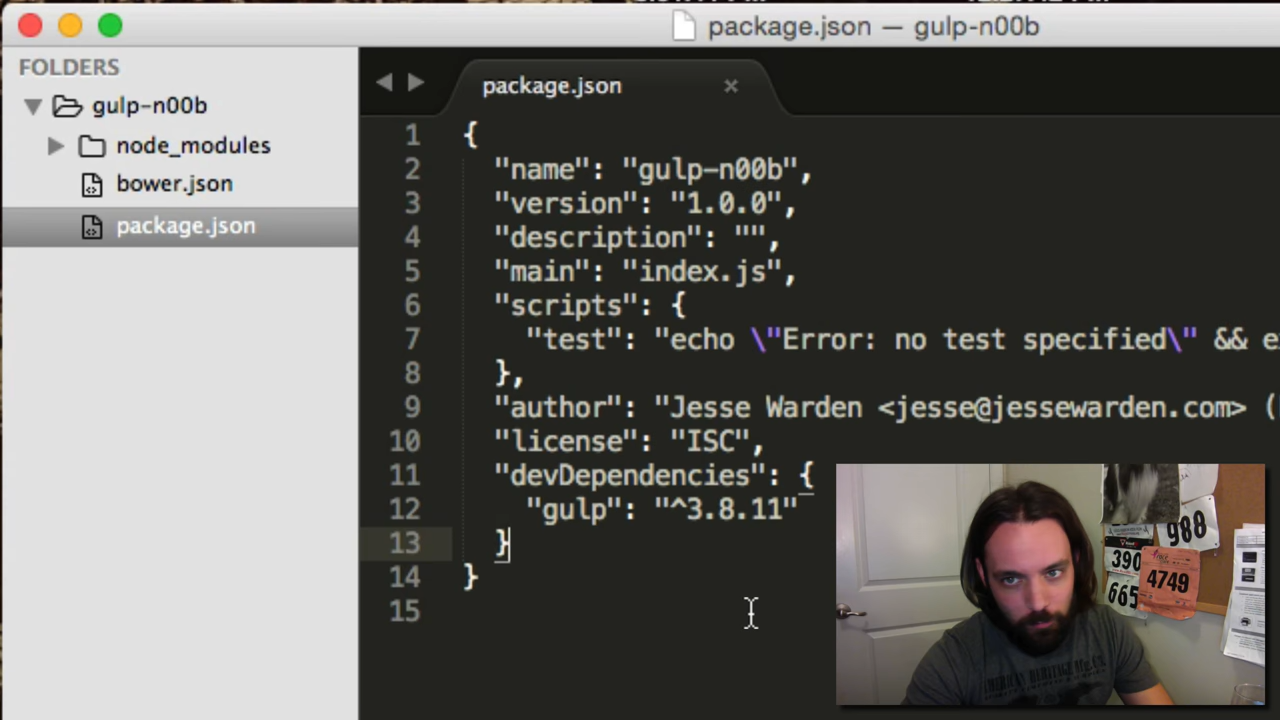 package.json — gulp-n00b
FOLDERS
gulp-n00b
node_modules
bower.json
package.json
package.json
1 {
2 "name": "gulp-n00b",
3 "version": "1.0.0",
4 "description": "",
5 "main": "index.js",
6 "scripts": {
7 "test": "echo \"Error: no test specified\" &&
8 },
9 "author": "Jesse Warden <jesse@jessewarden.com> (
10 "license": "ISC",
11 "devDependencies": {
12 "gulp": "^3.8.11"
13 }
14 }
15
988
390
4749
665